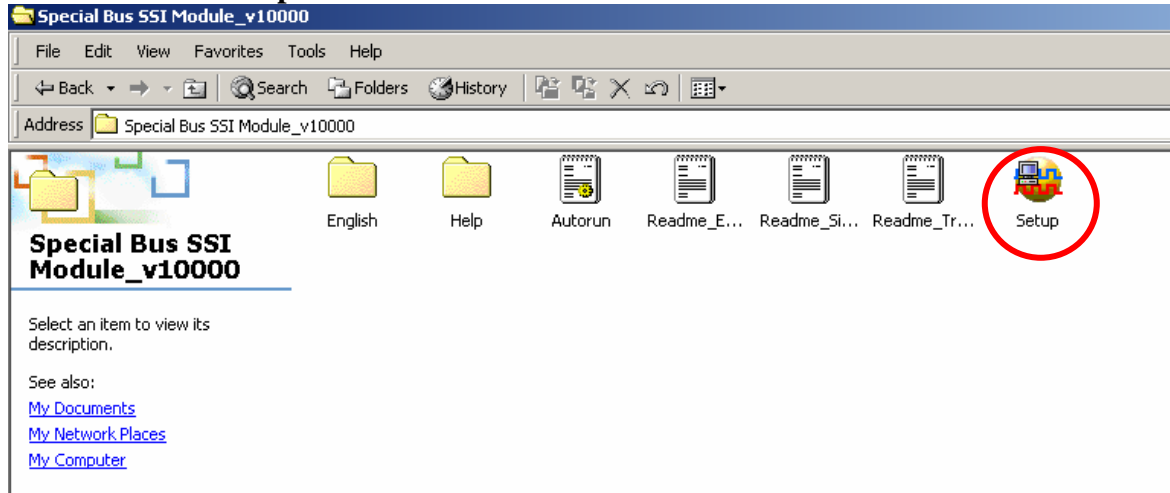 Special Bus SSI Module_v10000
File Edit View Favorites Tools Help
Back Search Folders History
Address Special Bus SSI Module_v10000
English Help Autorun Readme_E... Readme_Si... Readme_Tr... Setup
Special Bus SSI
Module_v10000
Select an item to view its
description.
See also:
My Documents
My Network Places
My Computer